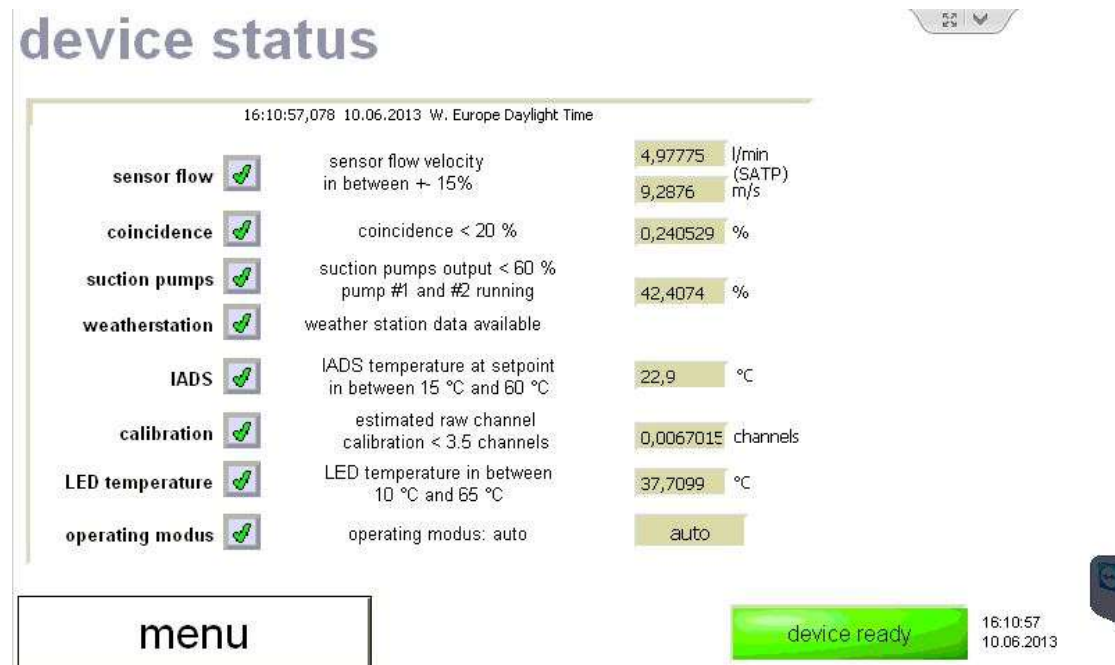 device status
16:10:57,078 10.06.2013 W. Europe Daylight Time
sensor flow
sensor flow velocity
in between +- 15%
4,97775 l/min
(SATP)
9,2876 m/s
coincidence
coincidence < 20 %
0,240529 %
suction pumps
suction pumps output < 60 %
pump #1 and #2 running
42,4074 %
weatherstation
weather station data available
IADS
IADS temperature at setpoint
in between 15 °C and 60 °C
22,9 °C
calibration
estimated raw channel
calibration < 3.5 channels
0,0067015 channels
LED temperature
LED temperature in between
10 °C and 65 °C
37,7099 °C
operating modus
operating modus: auto
auto
menu
device ready
16:10:57
10.06.2013